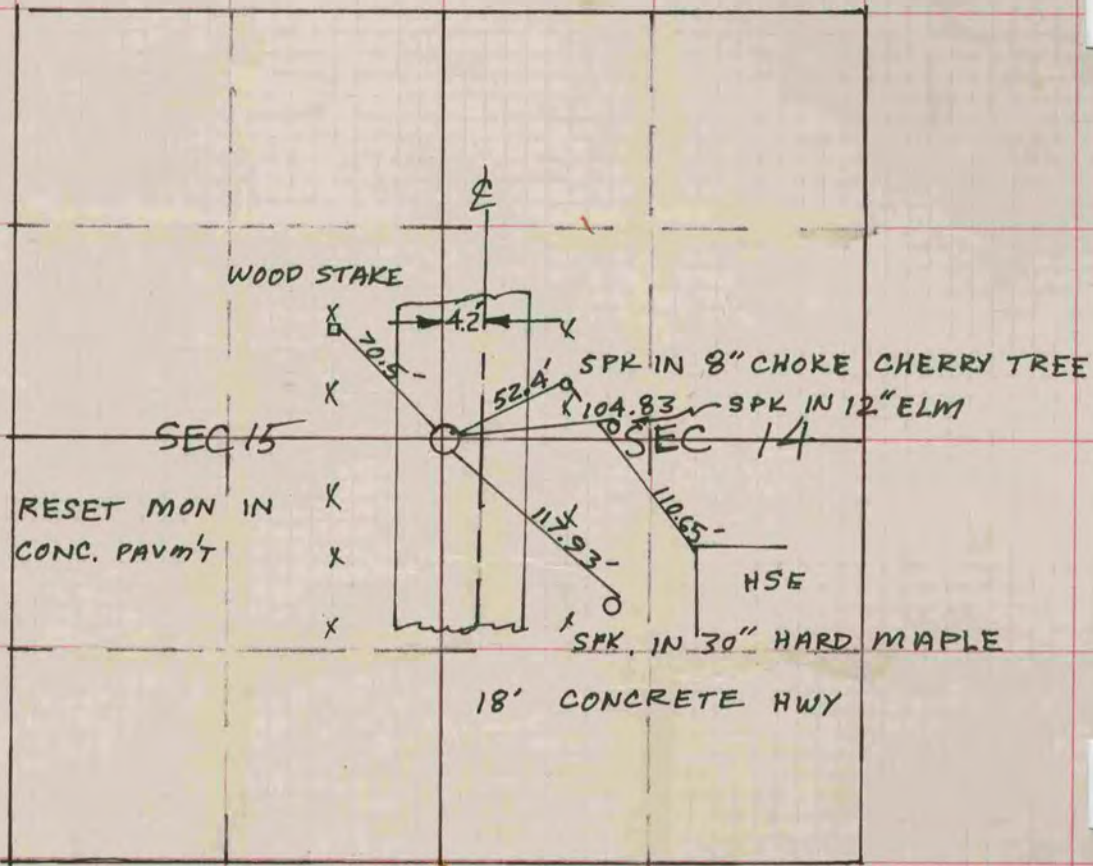 ℄
WOOD STAKE
4.2'
70.5'-
SPK IN 8" CHOKE CHERRY TREE
52.4'
104.83 SPK IN 12" ELM
SEC 15
SEC 14
RESET MON IN
CONC. PAVM'T
110.65-
117.93-
HSE
SPK. IN 30" HARD MAPLE
18' CONCRETE HWY